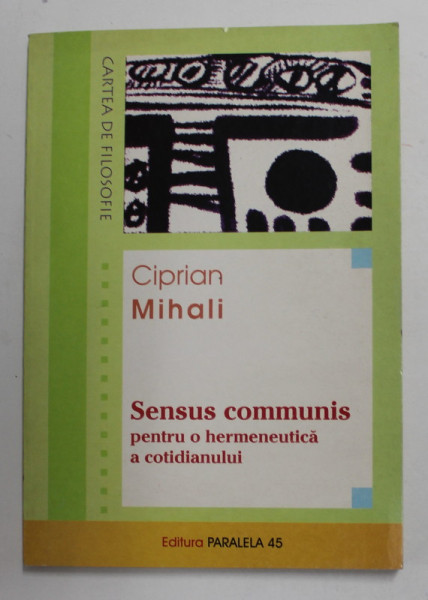 CARTEA DE FILOSOFIE
Ciprian
Mihali
Sensus communis
pentru o hermeneutică
a cotidianului
Editura PARALELA 45